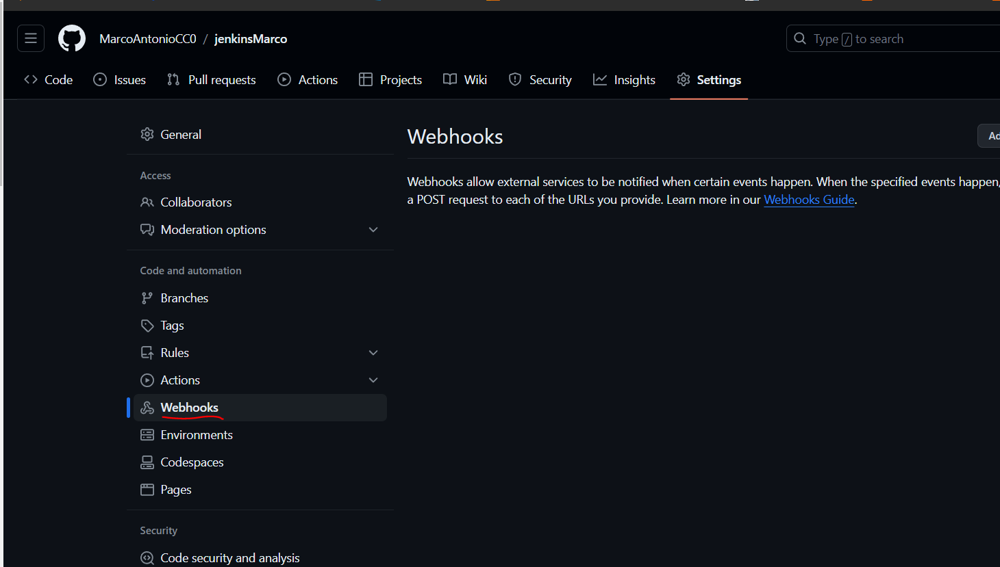 MarcoAntonioCC0 / jenkinsMarco
Type / to search
Code Issues Pull requests Actions Projects Wiki Security Insights Settings
General
Access
Collaborators
Moderation options
Code and automation
Branches
Tags
Rules
Actions
Webhooks
Environments
Codespaces
Pages
Security
Code security and analysis
Webhooks
Ad
Webhooks allow external services to be notified when certain events happen. When the specified events happen,
a POST request to each of the URLs you provide. Learn more in our Webhooks Guide.